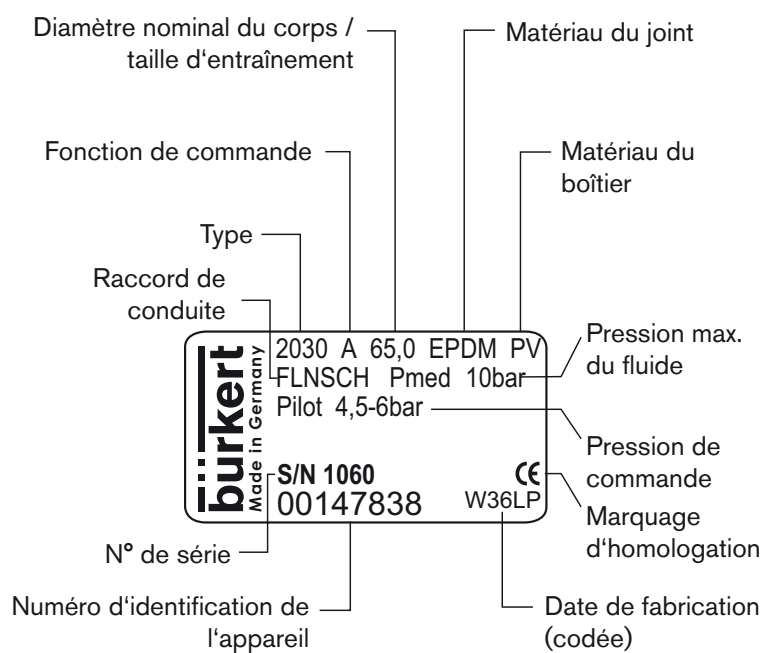 Diamètre nominal du corps /
taille d‘entraînement
Matériau du joint
Fonction de commande
Matériau du
boîtier
Type
Raccord de
conduite
bürkert
Made in Germany
2030 A 65,0 EPDM PV
FLNSCH Pmed 10bar
Pilot 4,5-6bar
S/N 1060
CE
00147838
W36LP
Pression max.
du fluide
Pression de
commande
Marquage
d‘homologation
N° de série
Numéro d‘identification de
l‘appareil
Date de fabrication
(codée)